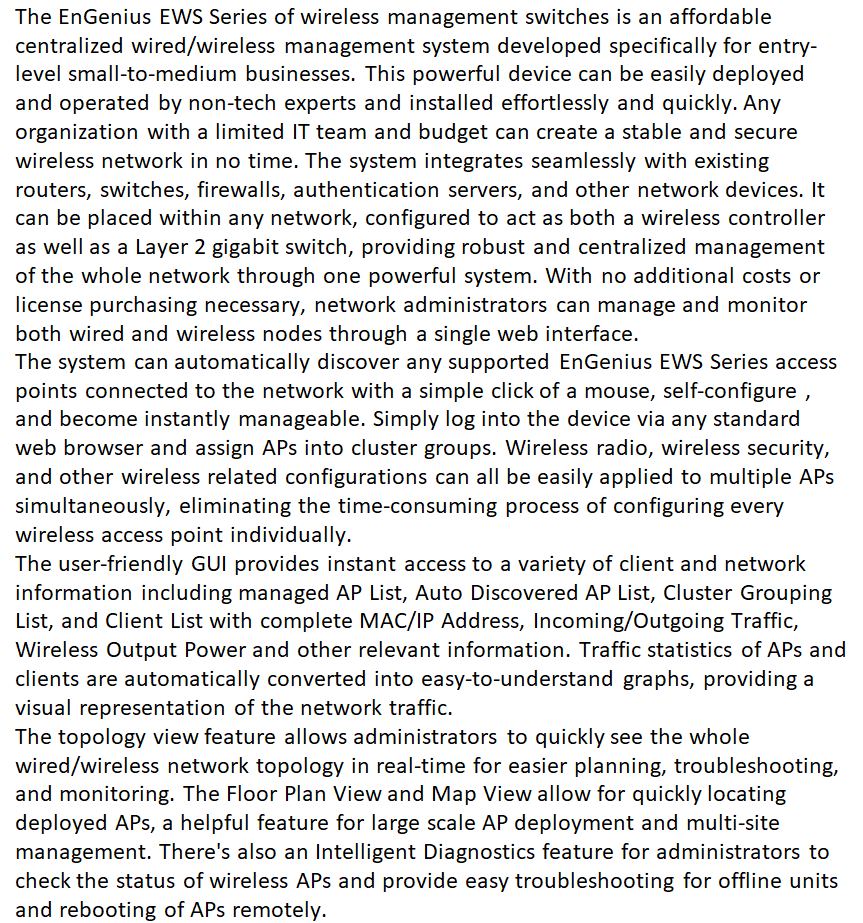 The EnGenius EWS Series of wireless management switches is an affordable
centralized wired/wireless management system developed specifically for entry-
level small-to-medium businesses. This powerful device can be easily deployed
and operated by non-tech experts and installed effortlessly and quickly. Any
organization with a limited IT team and budget can create a stable and secure
wireless network in no time. The system integrates seamlessly with existing
routers, switches, firewalls, authentication servers, and other network devices. It
can be placed within any network, configured to act as both a wireless controller
as well as a Layer 2 gigabit switch, providing robust and centralized management
of the whole network through one powerful system. With no additional costs or
license purchasing necessary, network administrators can manage and monitor
both wired and wireless nodes through a single web interface.
The system can automatically discover any supported EnGenius EWS Series access
points connected to the network with a simple click of a mouse, self-configure ,
and become instantly manageable. Simply log into the device via any standard
web browser and assign APs into cluster groups. Wireless radio, wireless security,
and other wireless related configurations can all be easily applied to multiple APs
simultaneously, eliminating the time-consuming process of configuring every
wireless access point individually.
The user-friendly GUI provides instant access to a variety of client and network
information including managed AP List, Auto Discovered AP List, Cluster Grouping
List, and Client List with complete MAC/IP Address, Incoming/Outgoing Traffic,
Wireless Output Power and other relevant information. Traffic statistics of APs and
clients are automatically converted into easy-to-understand graphs, providing a
visual representation of the network traffic.
The topology view feature allows administrators to quickly see the whole
wired/wireless network topology in real-time for easier planning, troubleshooting,
and monitoring. The Floor Plan View and Map View allow for quickly locating
deployed APs, a helpful feature for large scale AP deployment and multi-site
management. There's also an Intelligent Diagnostics feature for administrators to
check the status of wireless APs and provide easy troubleshooting for offline units
and rebooting of APs remotely.